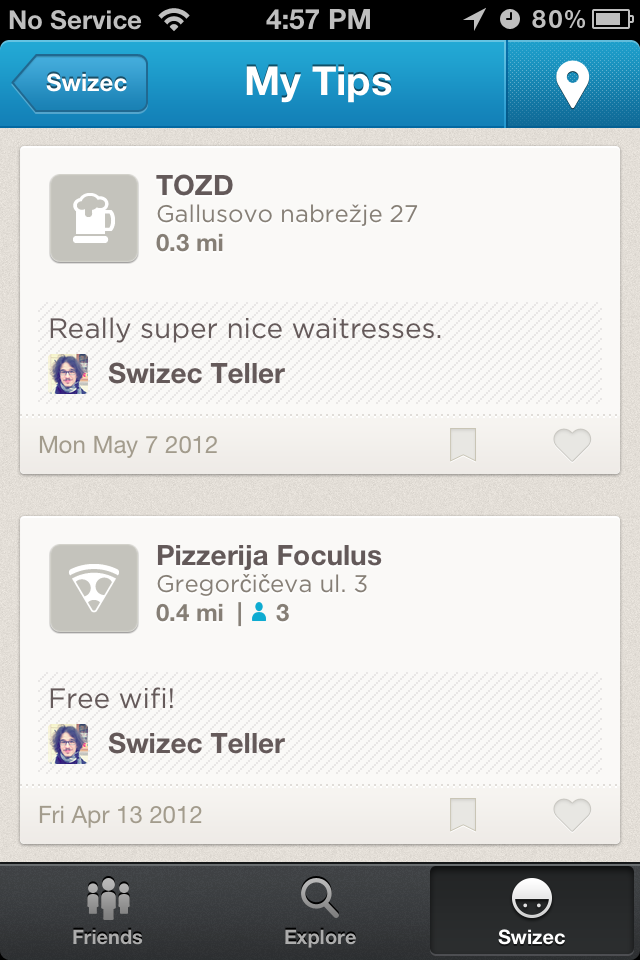 No Service 4:57 PM 80%
Swizec My Tips
TOZD
Gallusovo nabrežje 27
0.3 mi
Really super nice waitresses.
Swizec Teller
Mon May 7 2012
Pizzerija Foculus
Gregorčičeva ul. 3
0.4 mi | 3
Free wifi!
Swizec Teller
Fri Apr 13 2012
Friends Explore Swizec